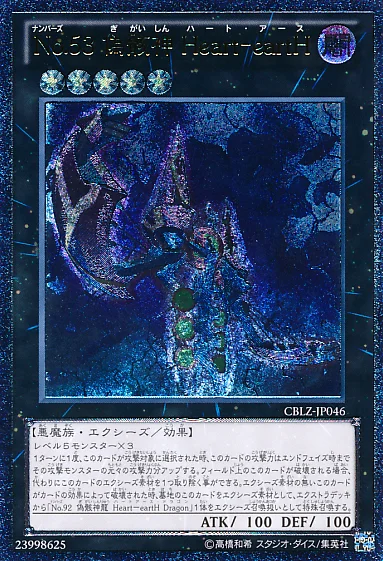 ナンバーズ ぎがいしん ハート アース
No.53 偽骸神 Heart-eartH
闇
CBLZ-JP046
【悪魔族・エクシーズ/効果】
レベル5モンスター×3
1ターンに1度、このカードが攻撃対象に選択された時、このカードの攻撃力はエンドフェイズ時まで
その攻撃モンスターの元々の攻撃力分アップする。フィールド上のこのカードが破壊される場合、
代わりにこのカードのエクシーズ素材を1つ取り除く事ができる。エクシーズ素材の無いこのカー
ドがカードの効果によって破壊された時、墓地のこのカードをエクシーズ素材として、エクストラデッキ
から「No.92 偽骸神龍 Heart-eartH Dragon」1体をエクシーズ召喚扱いとして特殊召喚する。
ATK/ 100 DEF/ 100
23998625
©高橋和希 スタジオ・ダイス/集英社